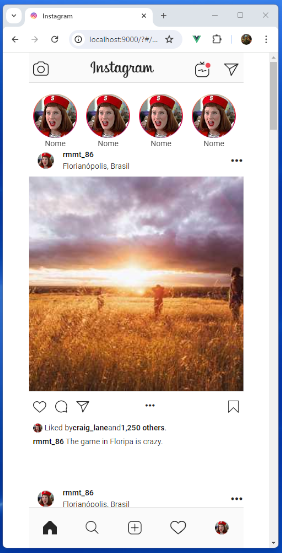 Instagram
localhost:9000/?#/...
Instagram
Nome Nome Nome Nome
rmmt_86
Florianópolis, Brasil
Liked by craig_lane and 1,250 others.
rmmt_86 The game in Floripa is crazy.
rmmt_86
Florianópolis, Brasil